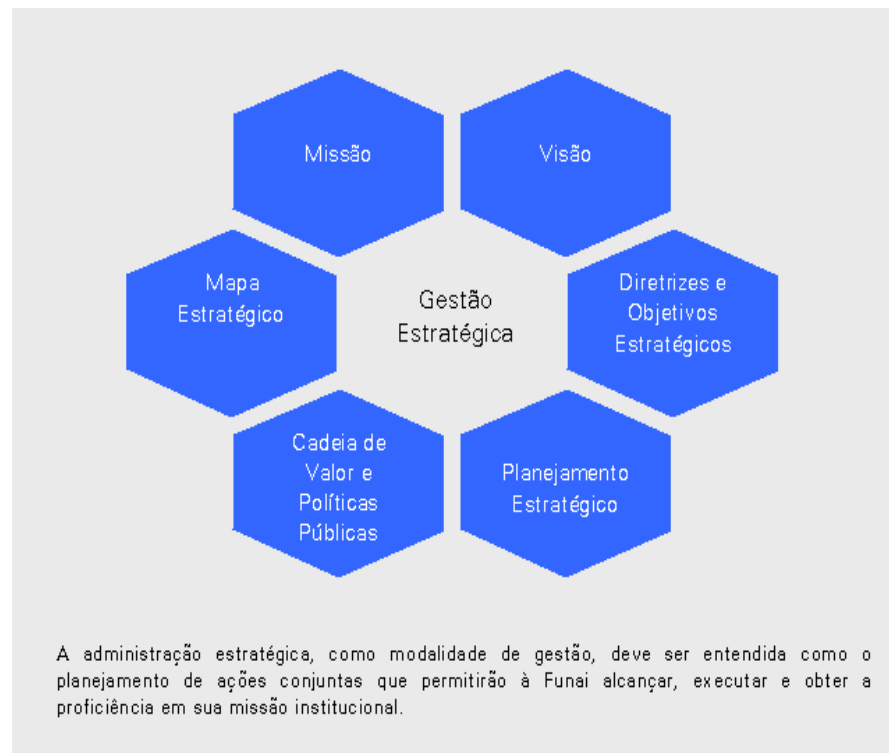 Missão
Visão
Mapa
Estratégico
Gestão
Estratégica
Diretrizes e
Objetivos
Estratégicos
Cadeia de
Valor e
Políticas
Públicas
Planejamento
Estratégico
A administração estratégica, como modalidade de gestão, deve ser entendida como o
planejamento de ações conjuntas que permitirão à Funai alcançar, executar e obter a
proficiência em sua missão institucional.